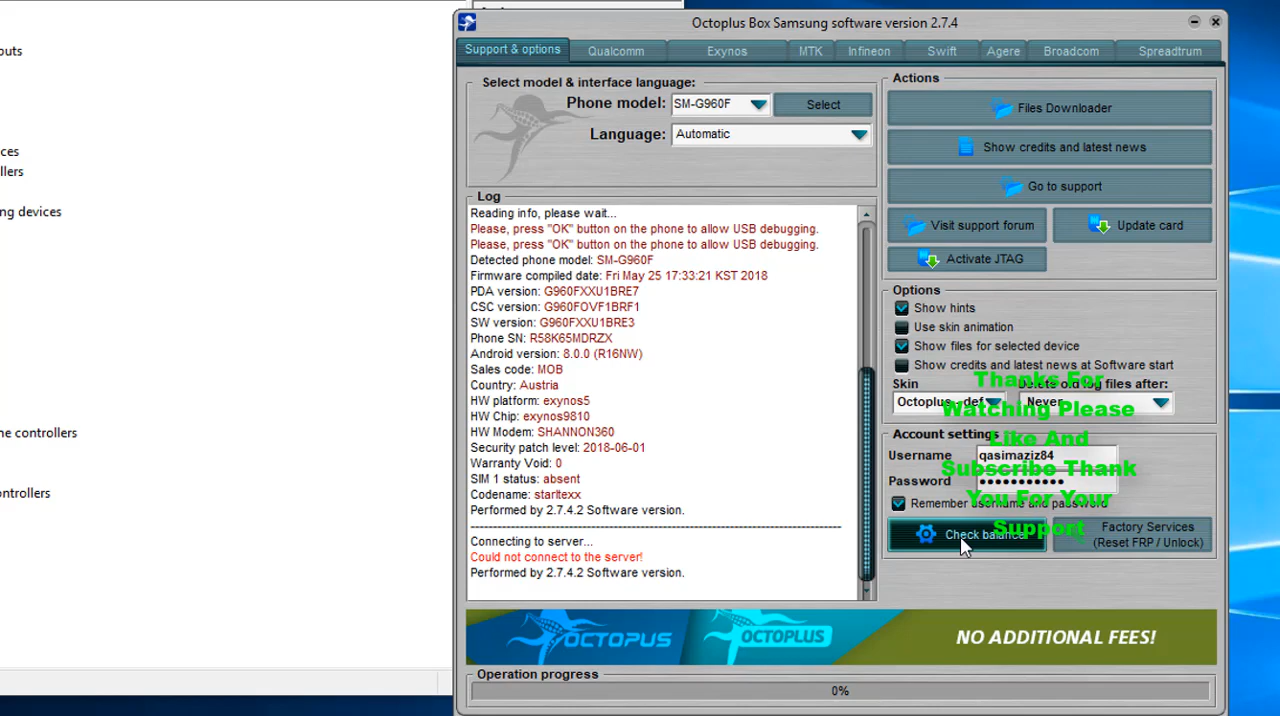 outs
ces
llers
ng devices
ne controllers
ontrollers
Octoplus Box Samsung software version 2.7.4
Support & options
Qualcomm
Exynos
MTK
Infineon
Swift
Agere
Broadcom
Spreadtrum
Select model & interface language:
Phone model: SM-G960F Select
Language: Automatic
Log
Reading info, please wait...
Please, press "OK" button on the phone to allow USB debugging.
Please, press "OK" button on the phone to allow USB debugging.
Detected phone model: SM-G960F
Firmware compiled date: Fri May 25 17:33:21 KST 2018
PDA version: G960FXXU1BRE7
CSC version: G960FOVF1BRF1
SW version: G960FXXU1BRE3
Phone SN: R58K65MDRZX
Android version: 8.0.0 (R16NW)
Sales code: MOB
Country: Austria
HW platform: exynos5
HW Chip: exynos9810
HW Modem: SHANNON360
Security patch level: 2018-06-01
Warranty Void: 0
SIM 1 status: absent
Codename: starltexx
Performed by 2.7.4.2 Software version.
Connecting to server...
Could not connect to the server!
Performed by 2.7.4.2 Software version.
Actions
Files Downloader
Show credits and latest news
Go to support
Visit support forum
Update card
Activate JTAG
Options
Show hints
Use skin animation
Show files for selected device
Show credits and latest news at Software start
Skin
Delete old log files after:
Octoplus - def
Never
Account settings
Username qasimaziz84
Password •••••••••••
Remember username and password
Check balance
Factory Services
(Reset FRP / Unlock)
Thanks For
Watching Please
Like And
Subscribe Thank
You For Your
Support
OCTOPUS
OCTOPLUS
NO ADDITIONAL FEES!
Operation progress
0%